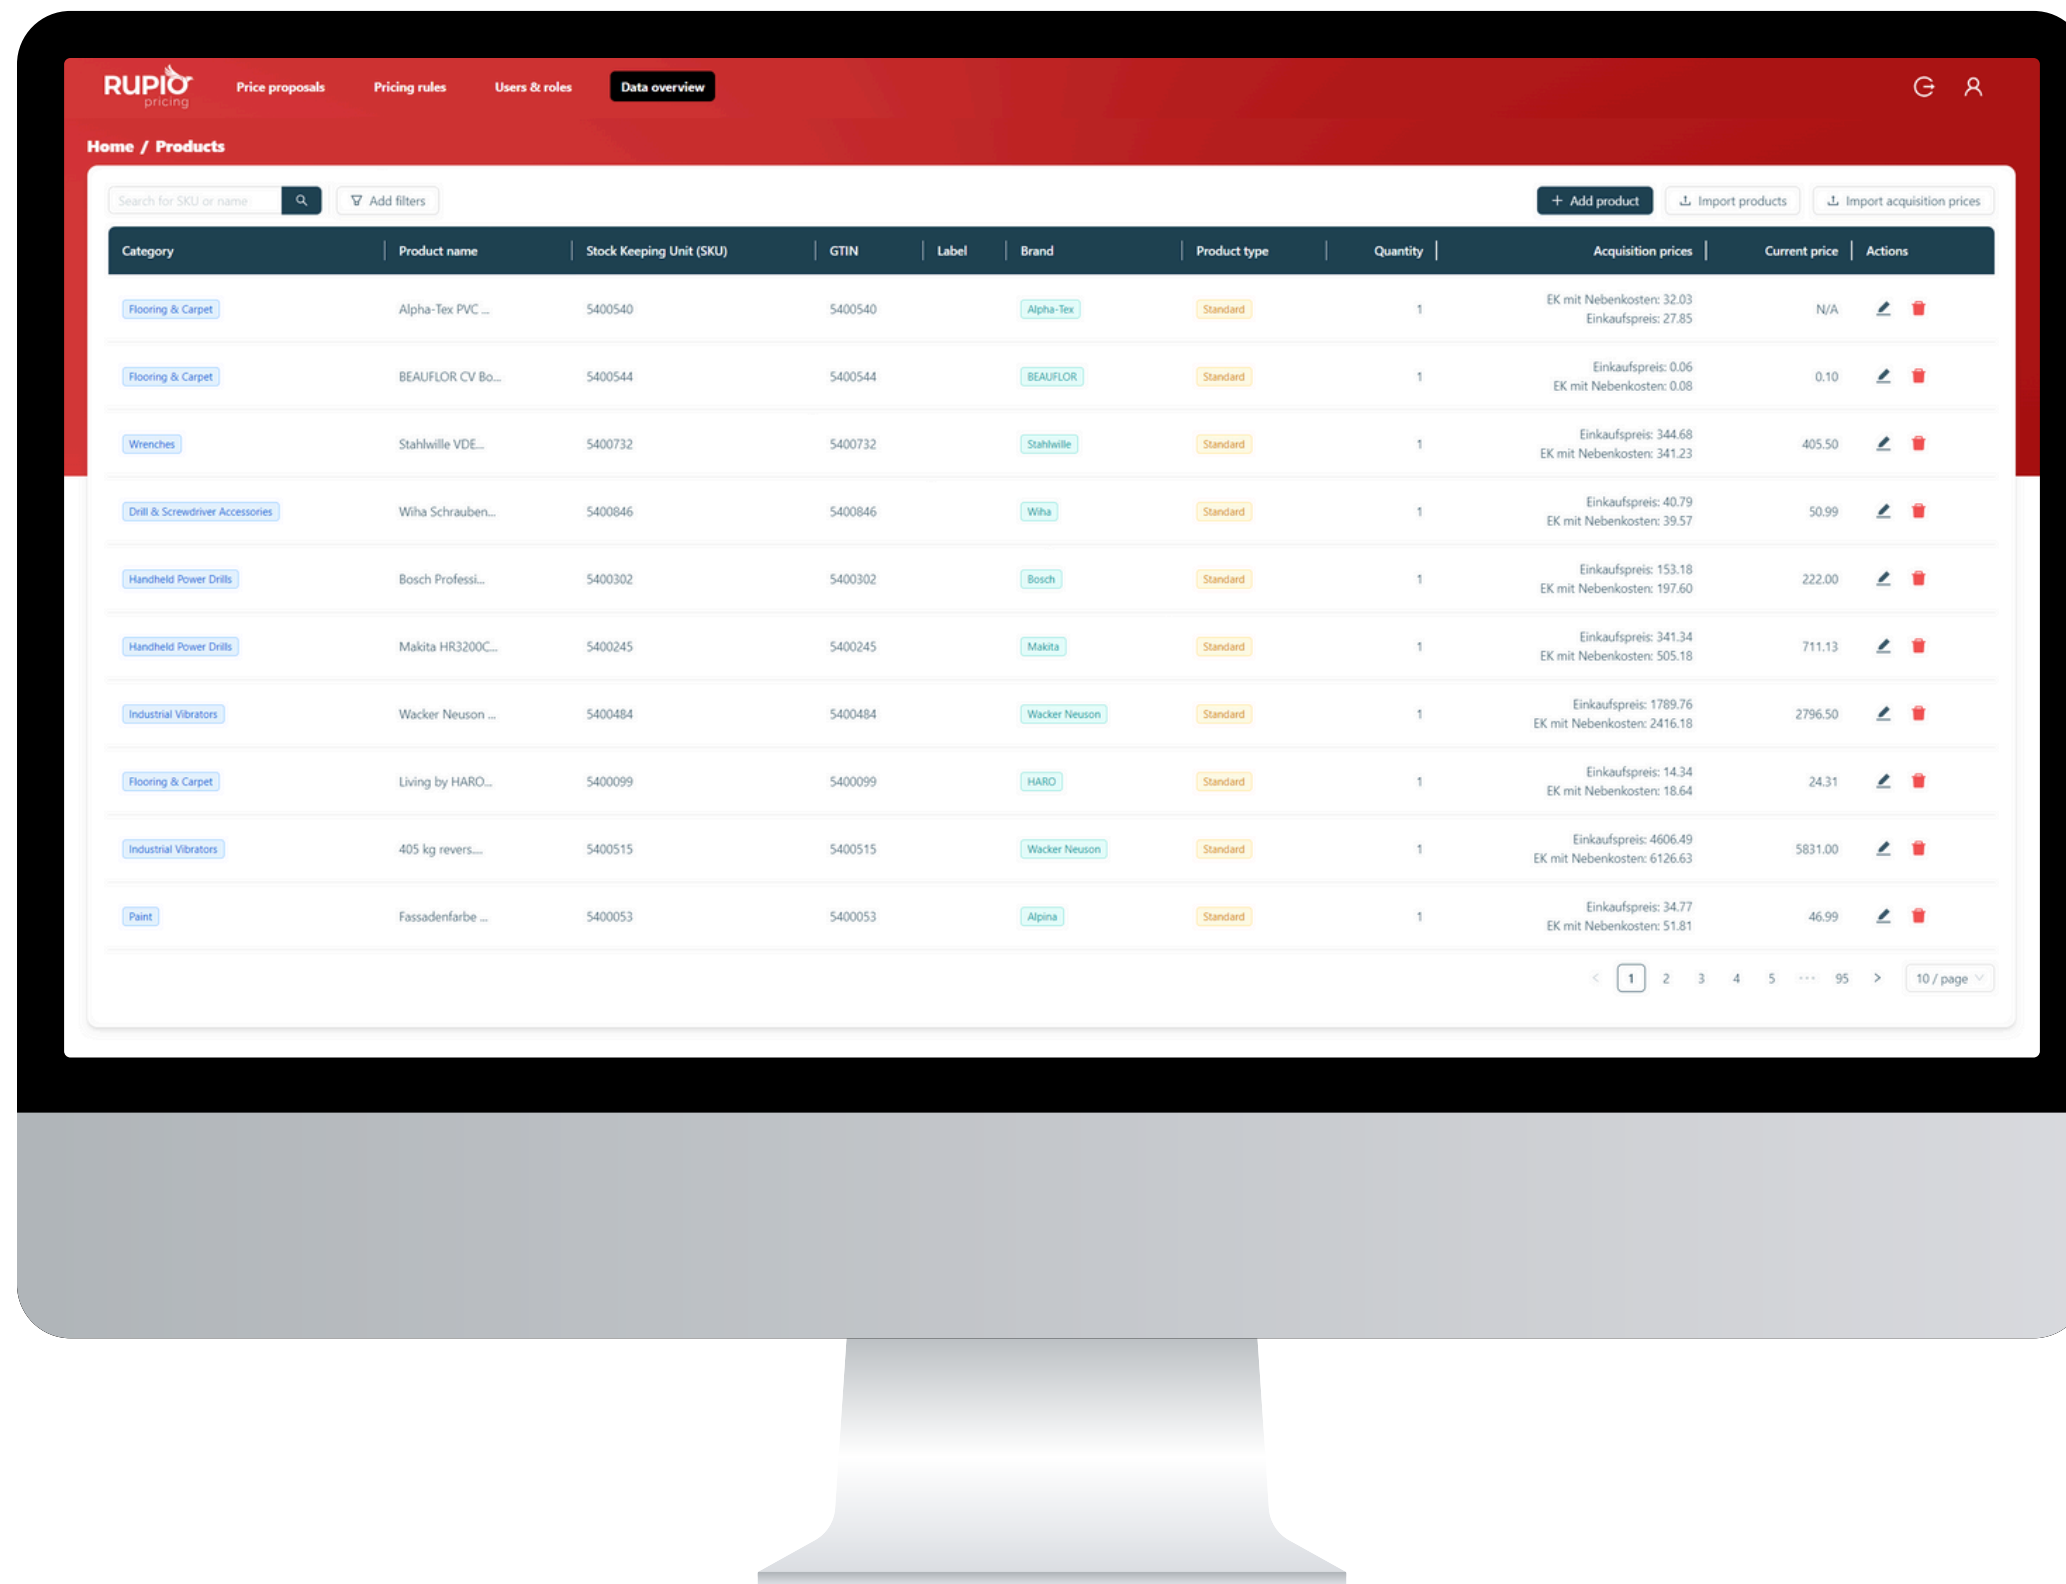 RUPIO
pricing
Price proposals Pricing rules Users & roles Data overview
Home / Products
Search for SKU or name Add filters + Add product Import products Import acquisition prices
Category Product name Stock Keeping Unit (SKU) GTIN Label Brand Product type Quantity Acquisition prices Current price Actions
Flooring & Carpet Alpha-Tex PVC ... 5400540 5400540 Alpha-Tex Standard 1 EK mit Nebenkosten: 32.03 N/A
Einkaufspreis: 27.85
Flooring & Carpet BEAUFLOR CV Bo... 5400544 5400544 BEAUFLOR Standard 1 Einkaufspreis: 0.06 0.10
EK mit Nebenkosten: 0.08
Wrenches Stahlwille VDE... 5400732 5400732 Stahlwille Standard 1 Einkaufspreis: 344.68 405.50
EK mit Nebenkosten: 341.23
Drill & Screwdriver Accessories Wiha Schrauben... 5400846 5400846 Wiha Standard 1 Einkaufspreis: 40.79 50.99
EK mit Nebenkosten: 39.57
Handheld Power Drills Bosch Professi... 5400302 5400302 Bosch Standard 1 Einkaufspreis: 153.18 222.00
EK mit Nebenkosten: 197.60
Handheld Power Drills Makita HR3200C... 5400245 5400245 Makita Standard 1 Einkaufspreis: 341.34 711.13
EK mit Nebenkosten: 505.18
Industrial Vibrators Wacker Neuson ... 5400484 5400484 Wacker Neuson Standard 1 Einkaufspreis: 1789.76 2796.50
EK mit Nebenkosten: 2416.18
Flooring & Carpet Living by HARO... 5400099 5400099 HARO Standard 1 Einkaufspreis: 14.34 24.31
EK mit Nebenkosten: 18.64
Industrial Vibrators 405 kg revers.... 5400515 5400515 Wacker Neuson Standard 1 Einkaufspreis: 4606.49 5831.00
EK mit Nebenkosten: 6126.63
Paint Fassadenfarbe ... 5400053 5400053 Alpina Standard 1 Einkaufspreis: 34.77 46.99
EK mit Nebenkosten: 51.81
< 1 2 3 4 5 ••• 95 > 10 / page